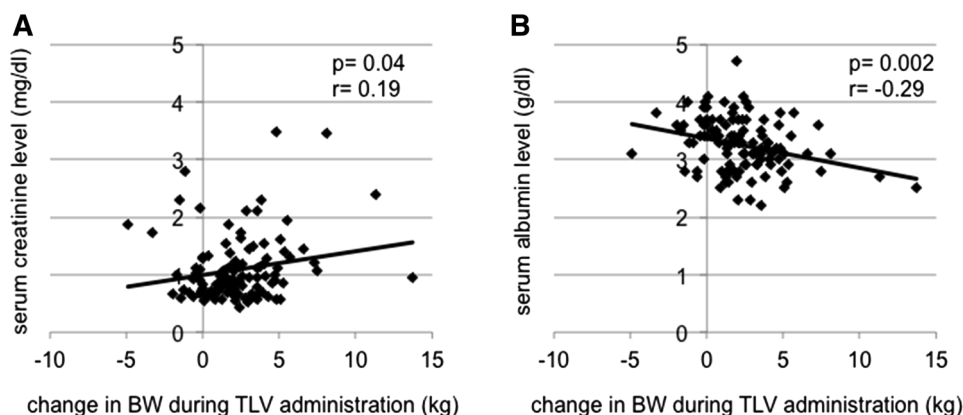 A
serum creatinine level (mg/dl)
5
4
3
2
1
0
-10 -5 0 5 10 15
p= 0.04
r= 0.19
change in BW during TLV administration (kg)
B
serum albumin level (g/dl)
5
4
3
2
1
0
-10 -5 0 5 10 15
p= 0.002
r= -0.29
change in BW during TLV administration (kg)